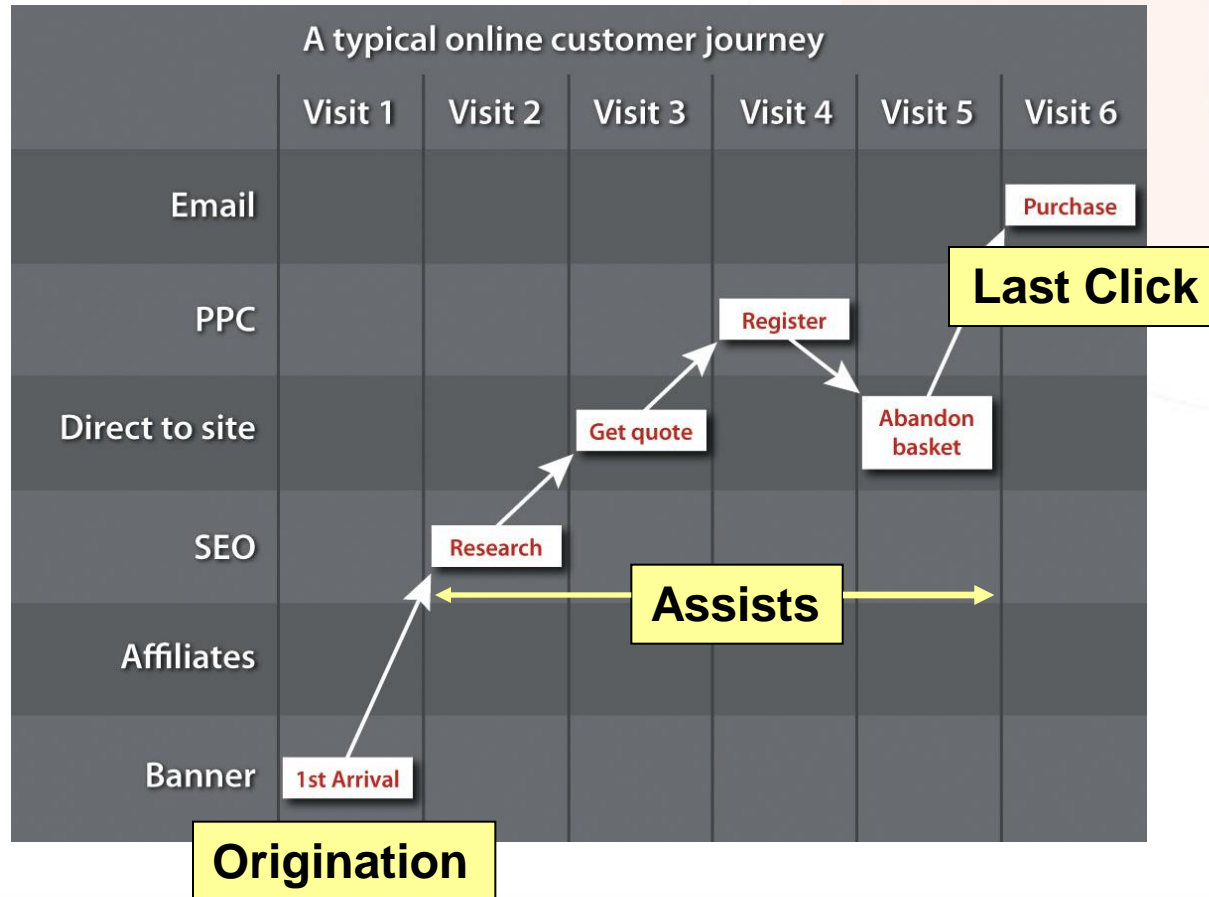 A typical online customer journey
Visit 1 Visit 2 Visit 3 Visit 4 Visit 5 Visit 6
Email Purchase
Last Click
PPC Register
Direct to site Get quote Abandon
basket
SEO Research
Assists
Affiliates
Banner 1st Arrival
Origination